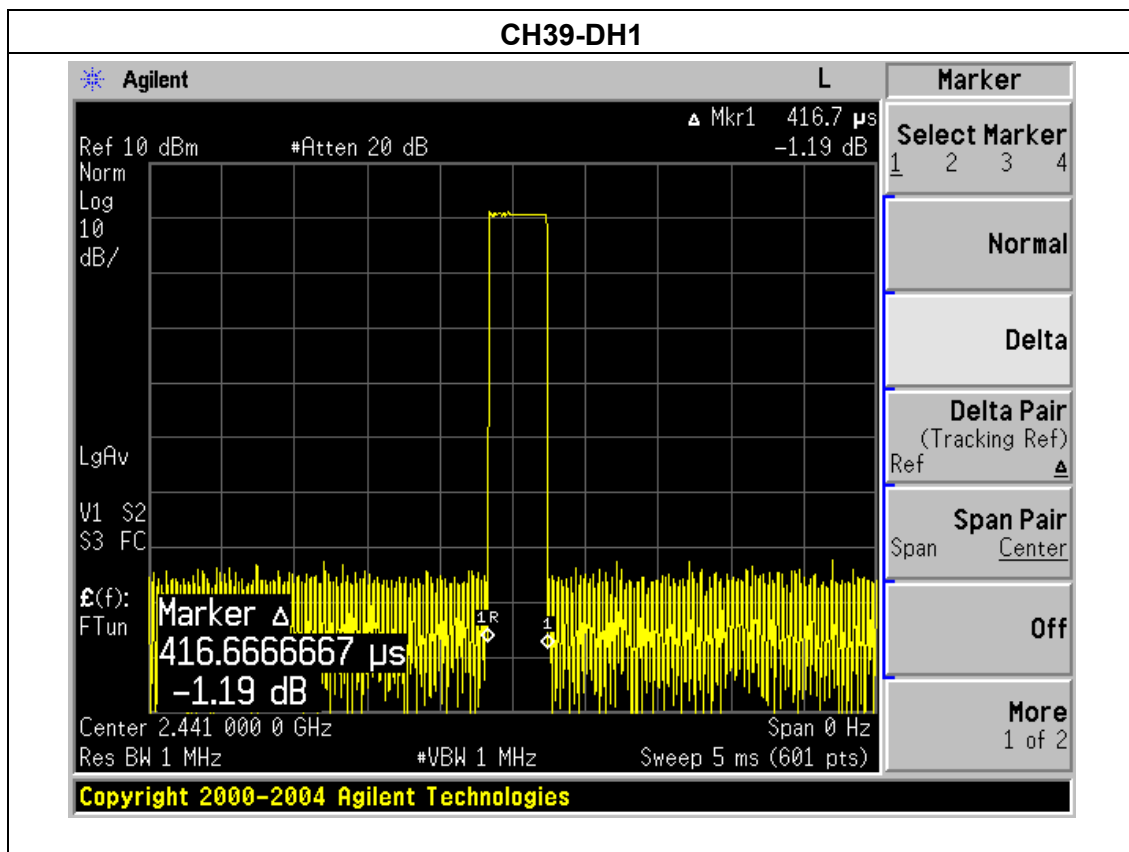 CH39-DH1
Agilent L
Δ Mkr1 416.7 µs
Ref 10 dBm #Atten 20 dB -1.19 dB
Norm
Log
10
dB/
LgAv
V1 S2
S3 FC
£(f):
FTun
1R
1
Marker Δ
416.6666667 µs
-1.19 dB
Center 2.441 000 0 GHz Span 0 Hz
Res BW 1 MHz #VBW 1 MHz Sweep 5 ms (601 pts)
Copyright 2000-2004 Agilent Technologies
Marker
Select Marker
1 2 3 4
Normal
Delta
Delta Pair
(Tracking Ref)
Ref Δ
Span Pair
Span Center
Off
More
1 of 2